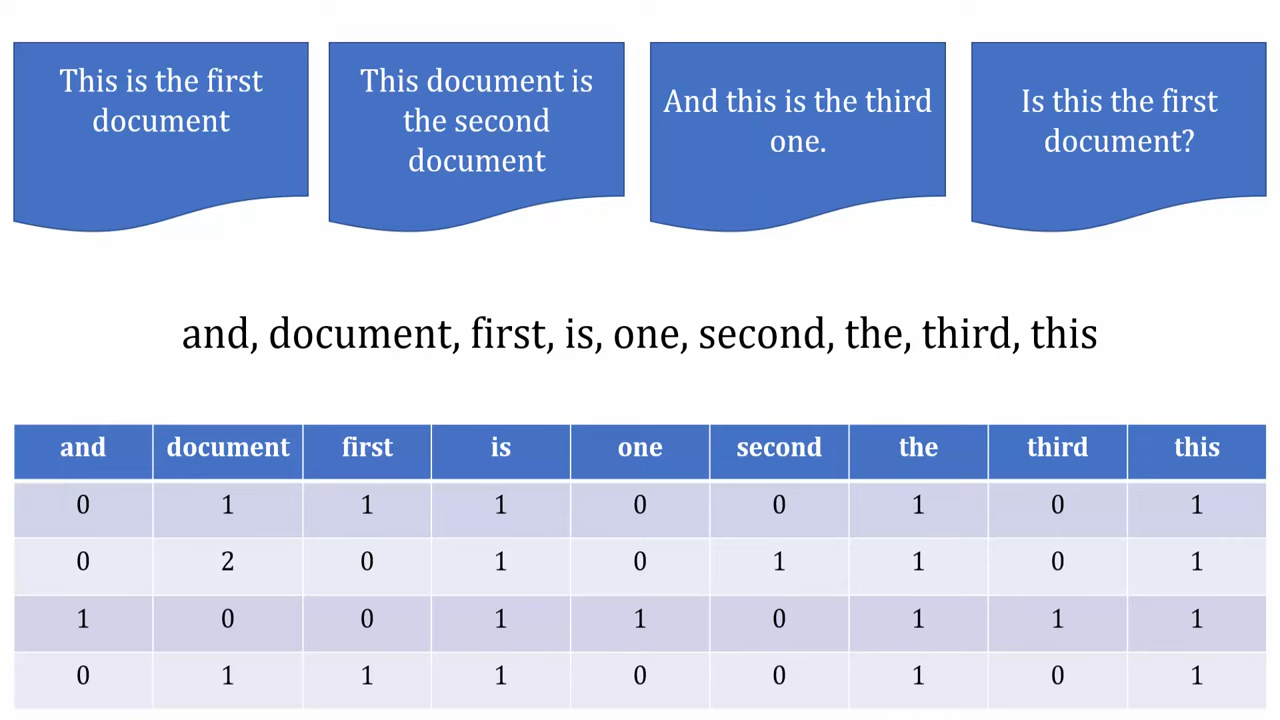 This is the first
document
This document is
the second
document
And this is the third
one.
Is this the first
document?
and, document, first, is, one, second, the, third, this
and document first is one second the third this
0 1 1 1 0 0 1 0 1
0 2 0 1 0 1 1 0 1
1 0 0 1 1 0 1 1 1
0 1 1 1 0 0 1 0 1